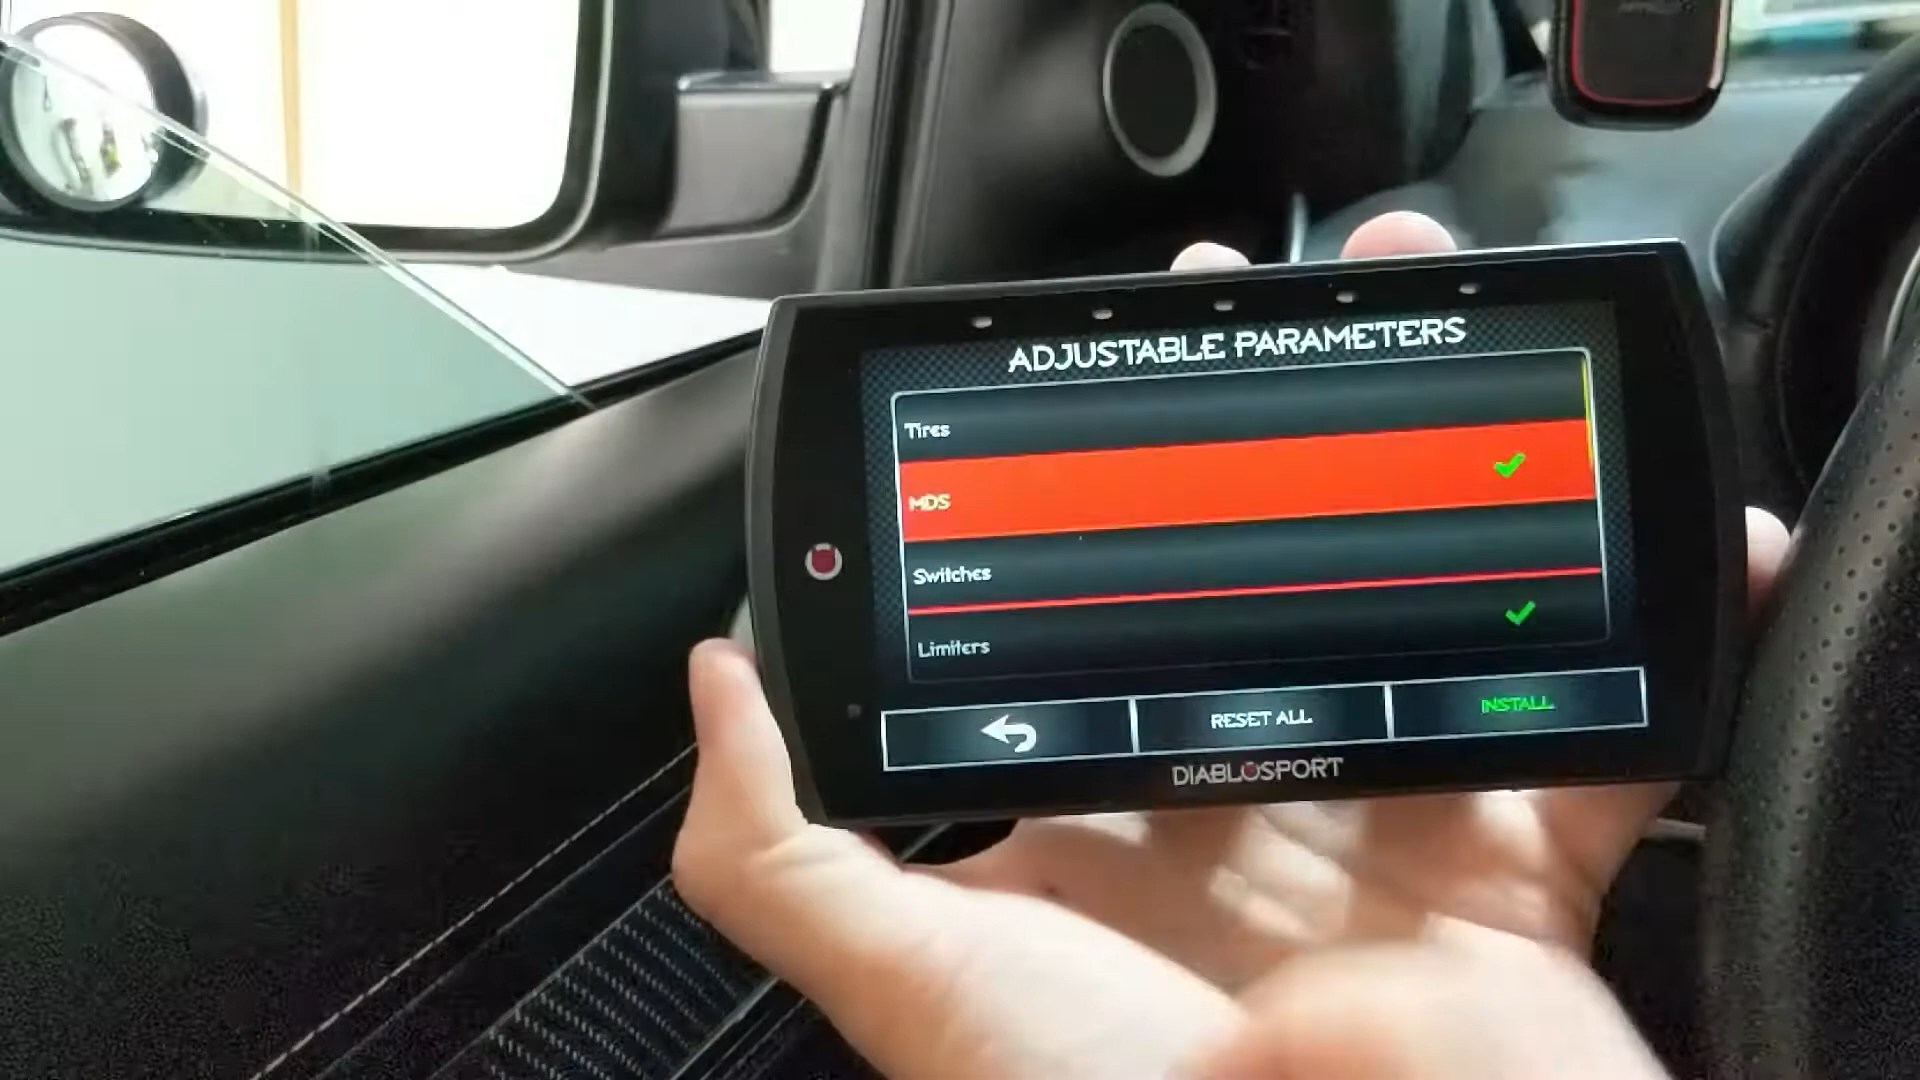 ADJUSTABLE PARAMETERS
Tires
MDS
Switches
Limiters
RESET ALL
INSTALL
DIABLOSPORT